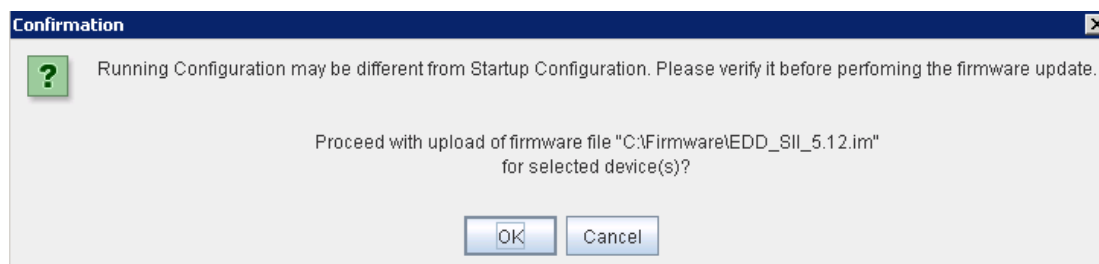 Confirmation
Running Configuration may be different from Startup Configuration. Please verify it before perfoming the firmware update.
Proceed with upload of firmware file "C:\Firmware\EDD_SII_5.12.im"
for selected device(s)?
OK
Cancel